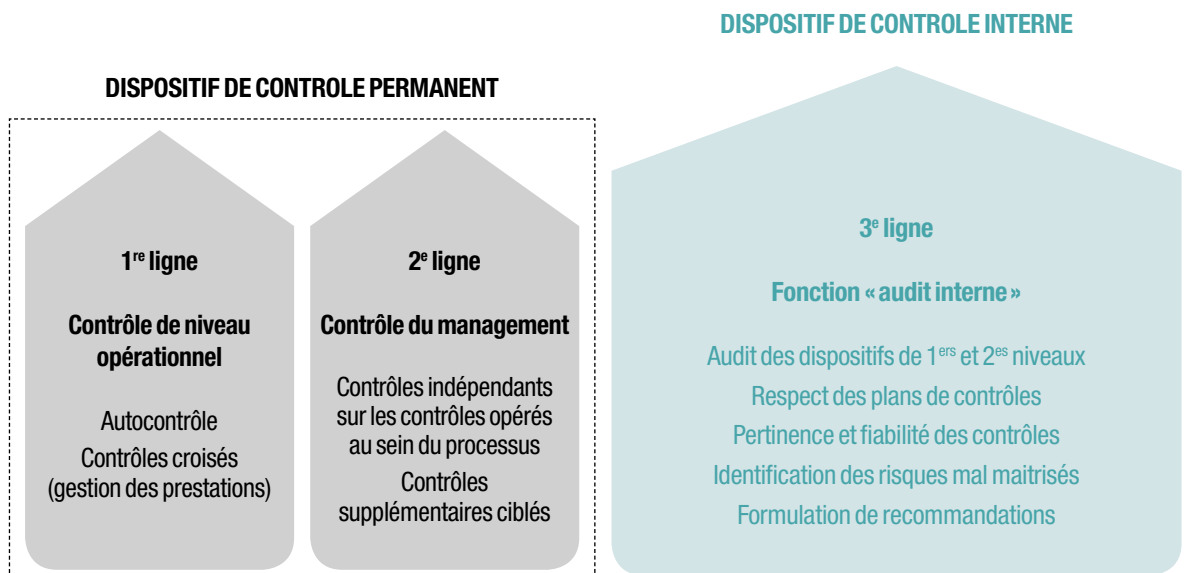 DISPOSITIF DE CONTROLE INTERNE
DISPOSITIF DE CONTROLE PERMANENT
1re ligne
Contrôle de niveau
opérationnel
Autocontrôle
Contrôles croisés
(gestion des prestations)
2e ligne
Contrôle du management
Contrôles indépendants
sur les contrôles opérés
au sein du processus
Contrôles
supplémentaires ciblés
3e ligne
Fonction « audit interne »
Audit des dispositifs de 1ers et 2es niveaux
Respect des plans de contrôles
Pertinence et fiabilité des contrôles
Identification des risques mal maitrisés
Formulation de recommandations